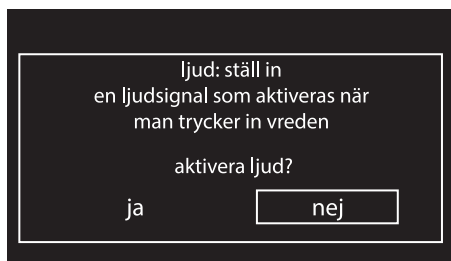 ljud: ställ in
en ljudsignal som aktiveras när
man trycker in vreden
aktivera ljud?
ja nej